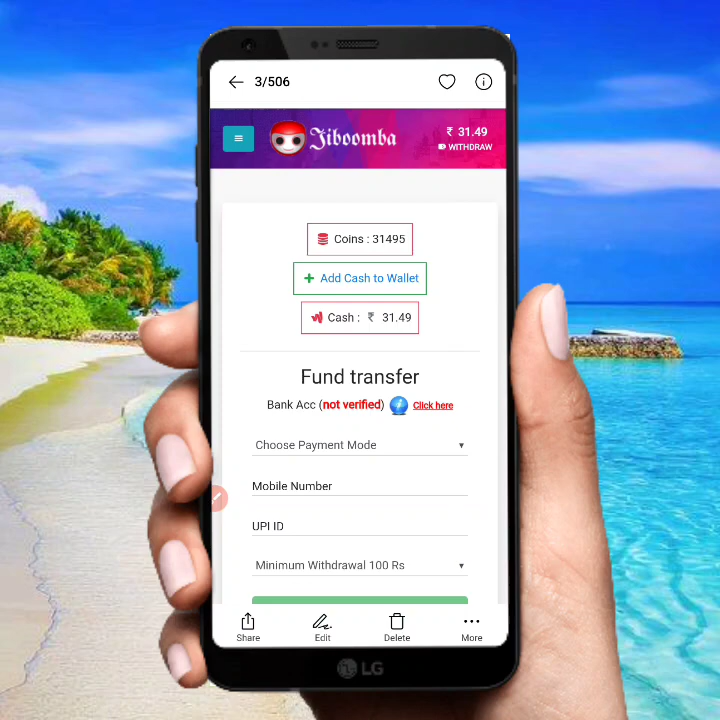 3/506
Jiboomba
₹ 31.49
WITHDRAW
Coins : 31495
Add Cash to Wallet
Cash : ₹ 31.49
Fund transfer
Bank Acc (not verified) Click here
Choose Payment Mode
Mobile Number
UPI ID
Minimum Withdrawal 100 Rs
Share Edit Delete More
LG